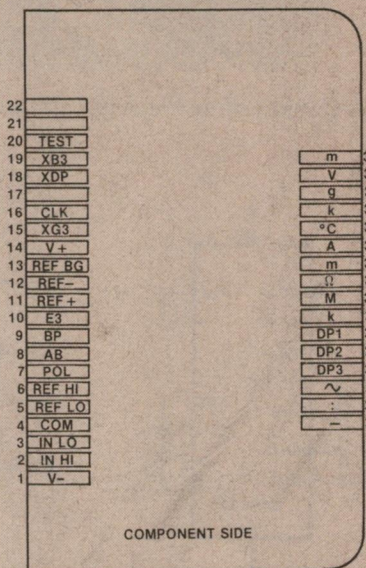 22
21
20 TEST
19 XB3
18 XDP
17
16 CLK
15 XG3
14 V+
13 REF BG
12 REF−
11 REF+
10 E3
9 BP
8 AB
7 POL
6 REF HI
5 REF LO
4 COM
3 IN LO
2 IN HI
1 V−
m
V
g
k
°C
A
m
Ω
M
k
DP1
DP2
DP3
∿
:
−
COMPONENT SIDE